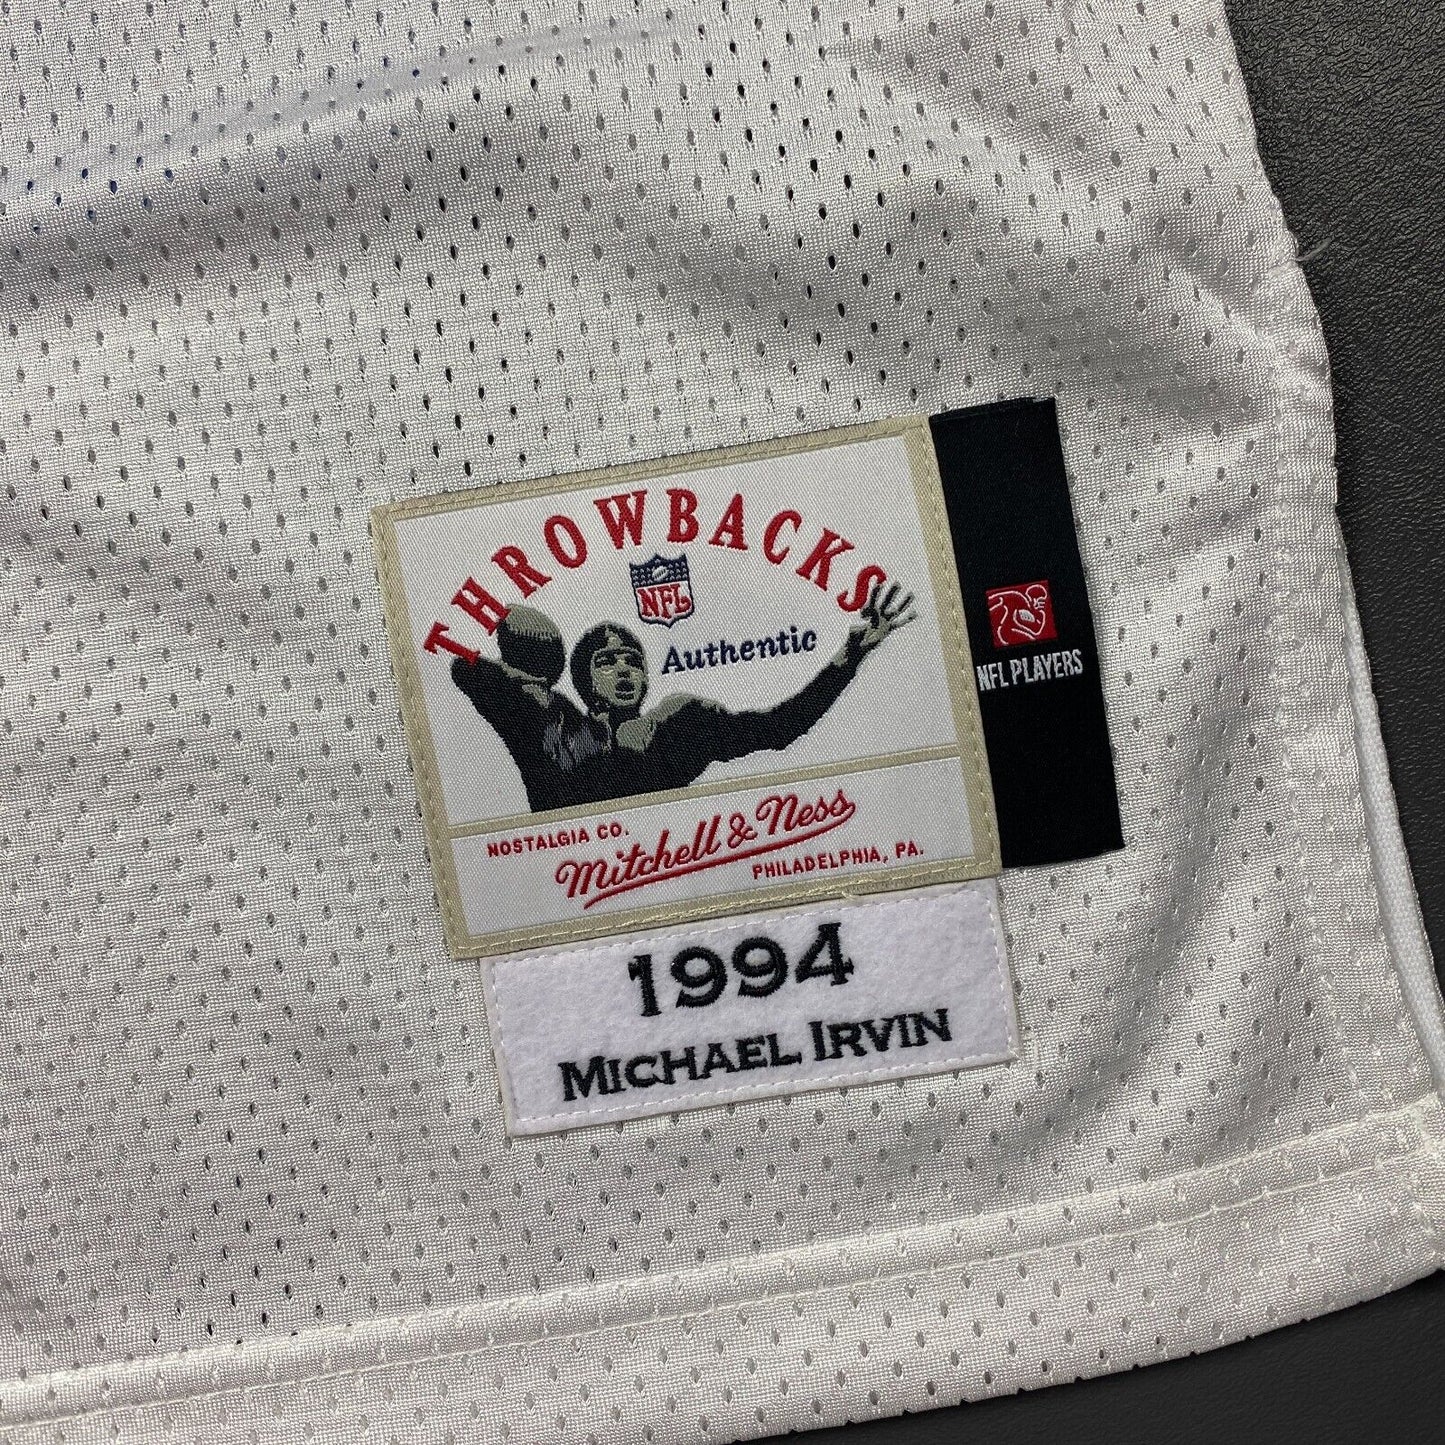 THROWBACKS
NFL
Authentic
NFL PLAYERS
NOSTALGIA CO.
Mitchell & Ness
PHILADELPHIA, PA.
1994
MICHAEL IRVIN